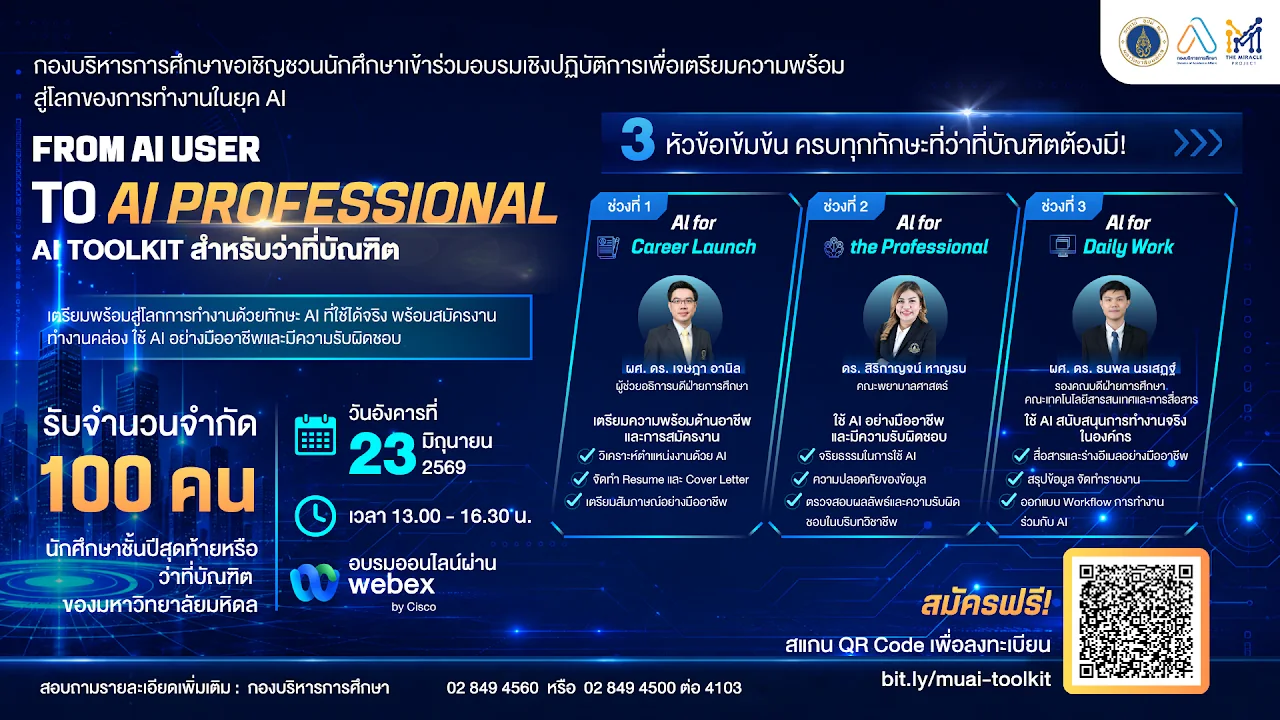 กองบริหารการศึกษาขอเชิญชวนนักศึกษาเข้าร่วมอบรมเชิงปฏิบัติการเพื่อเตรียมความพร้อม
สู่โลกของการทำงานในยุค AI
FROM AI USER
TO AI PROFESSIONAL
AI TOOLKIT สำหรับว่าที่บัณฑิต
เตรียมพร้อมสู่โลกการทำงานด้วยทักษะ AI ที่ใช้ได้จริง พร้อมสมัครงาน
ทำงานคล่อง ใช้ AI อย่างมืออาชีพและมีความรับผิดชอบ
รับจำนวนจำกัด
100 คน
นักศึกษาชั้นปีสุดท้ายหรือ
ว่าที่บัณฑิต
ของมหาวิทยาลัยมหิดล
วันอังคารที่
23 มิถุนายน
2569
เวลา 13.00 - 16.30 น.
อบรมออนไลน์ผ่าน
webex
by Cisco
กองบริหารการศึกษา
THE MIRACLE
PROJECT
3 หัวข้อเข้มข้น ครบทุกทักษะที่ว่าที่บัณฑิตต้องมี!
ช่วงที่ 1
AI for
Career Launch
ผศ. ดร. เจษฎา อานิล
ผู้ช่วยอธิการบดีฝ่ายการศึกษา
เตรียมความพร้อมด้านอาชีพ
และการสมัครงาน
วิเคราะห์ตำแหน่งงานด้วย AI
จัดทำ Resume และ Cover Letter
เตรียมสัมภาษณ์อย่างมืออาชีพ
ช่วงที่ 2
AI for
the Professional
ดร. สิริกาญจน์ หาญรบ
คณะพยาบาลศาสตร์
ใช้ AI อย่างมืออาชีพ
และมีความรับผิดชอบ
จริยธรรมในการใช้ AI
ความปลอดภัยของข้อมูล
ตรวจสอบผลลัพธ์และความรับผิด
ชอบในบริบทวิชาชีพ
ช่วงที่ 3
AI for
Daily Work
ผศ. ดร. ธนพล นรเสฏฐ์
รองคณบดีฝ่ายการศึกษา
คณะเทคโนโลยีสารสนเทศและการสื่อสาร
ใช้ AI สนับสนุนการทำงานจริง
ในองค์กร
สื่อสารและร่างอีเมลอย่างมืออาชีพ
สรุปข้อมูล จัดทำรายงาน
ออกแบบ Workflow การทำงาน
ร่วมกับ AI
สมัครฟรี!
สแกน QR Code เพื่อลงทะเบียน
bit.ly/muai-toolkit
สอบถามรายละเอียดเพิ่มเติม : กองบริหารการศึกษา 02 849 4560 หรือ 02 849 4500 ต่อ 4103